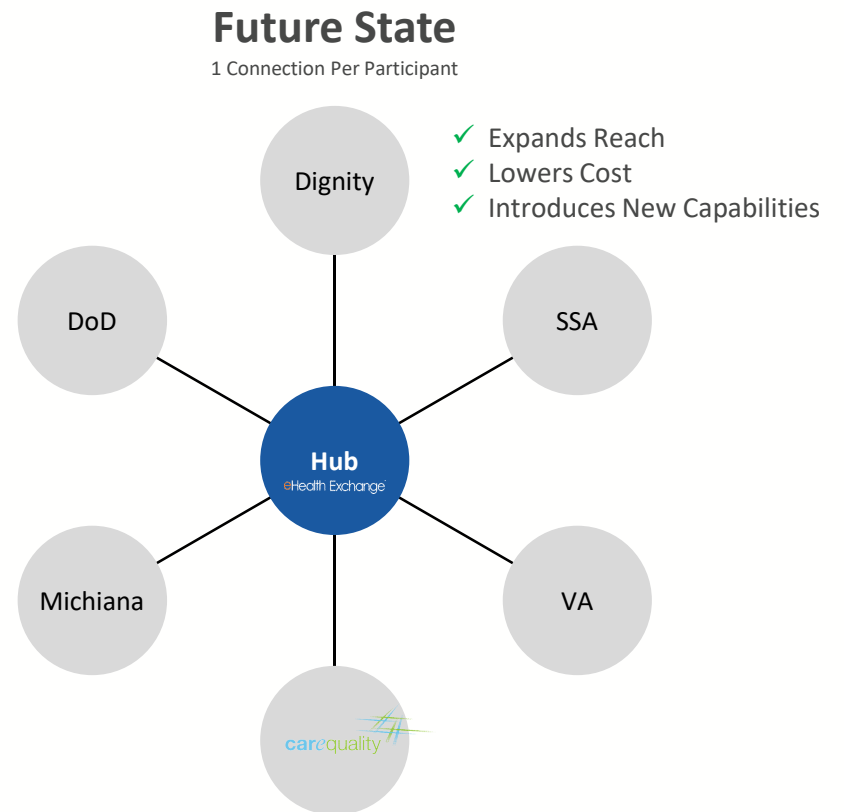 Future State
1 Connection Per Participant
✓ Expands Reach
✓ Lowers Cost
✓ Introduces New Capabilities
Dignity
DoD
SSA
Hub
eHealth Exchange
Michiana
VA
carequality